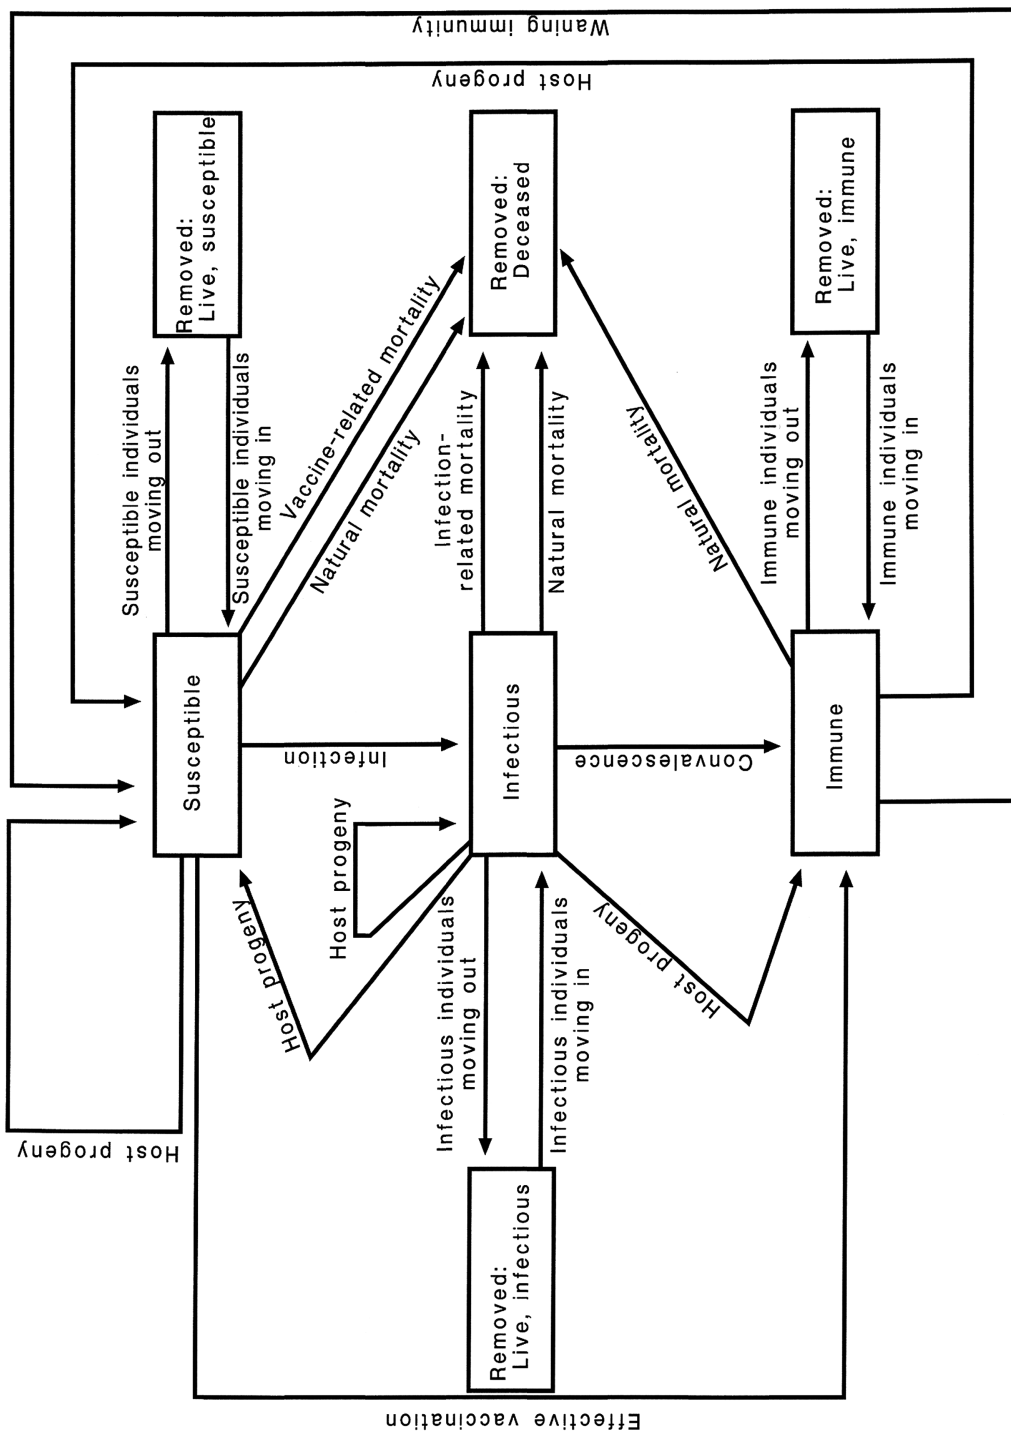 Waning immunity
Host progeny
Removed:
Live, susceptible
Removed:
Deceased
Removed:
Live, immune
Susceptible individuals
moving out
Susceptible individuals
moving in
Vaccine-related mortality
Natural mortality
Infection-
related mortality
Natural mortality
Natural mortality
Immune individuals
moving out
Immune individuals
moving in
Susceptible
Infection
Infectious
Convalescence
Immune
Host progeny
Host progeny
Host progeny
Host progeny
Infectious individuals
moving out
Infectious individuals
moving in
Removed:
Live, infectious
Effective vaccination